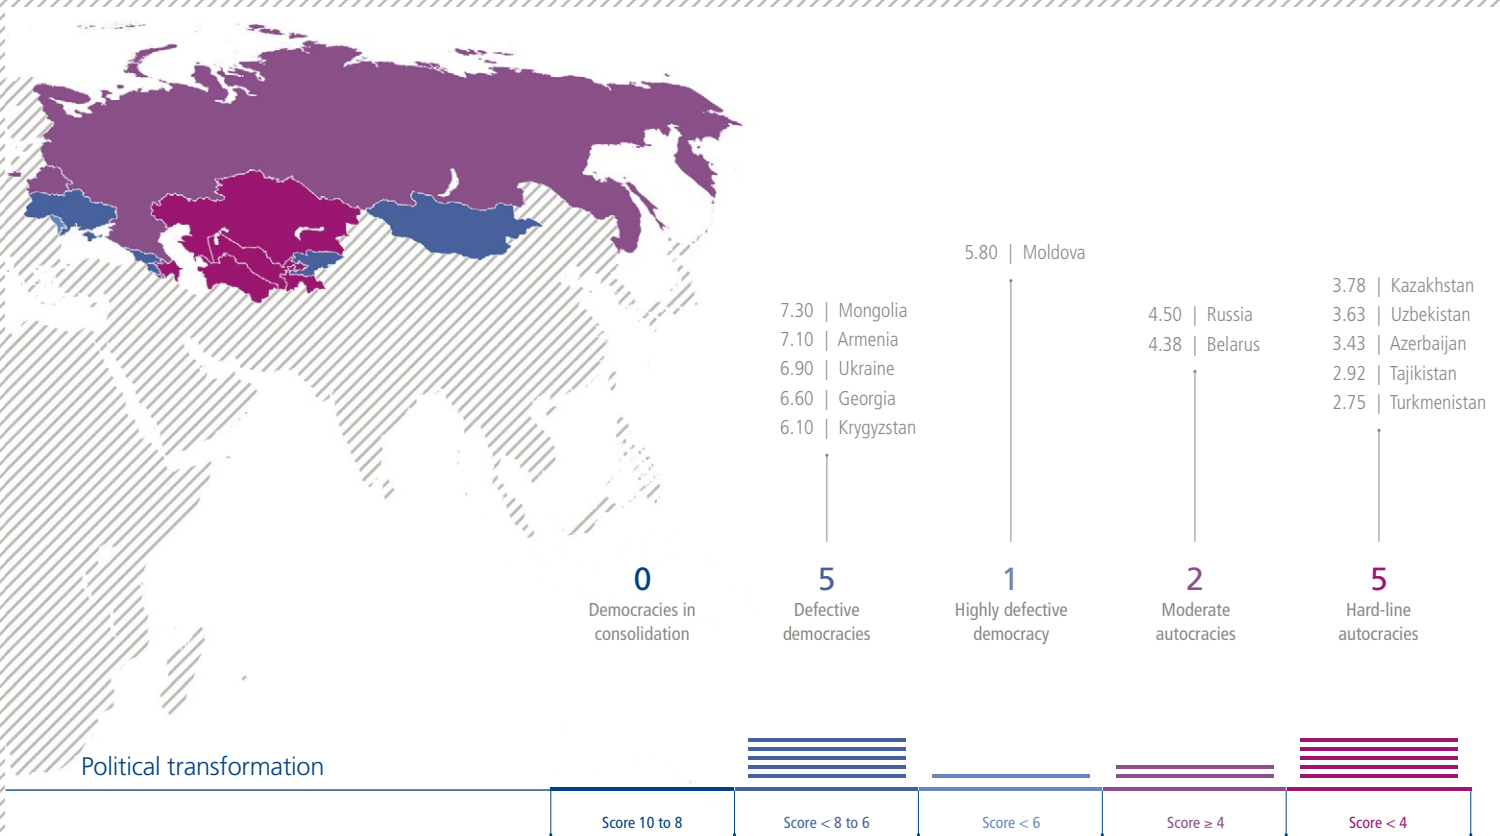 5.80 | Moldova
7.30 | Mongolia
7.10 | Armenia
6.90 | Ukraine
6.60 | Georgia
6.10 | Krygyzstan
4.50 | Russia
4.38 | Belarus
3.78 | Kazakhstan
3.63 | Uzbekistan
3.43 | Azerbaijan
2.92 | Tajikistan
2.75 | Turkmenistan
0
Democracies in
consolidation
5
Defective
democracies
1
Highly defective
democracy
2
Moderate
autocracies
5
Hard-line
autocracies
Political transformation
Score 10 to 8
Score < 8 to 6
Score < 6
Score ≥ 4
Score < 4